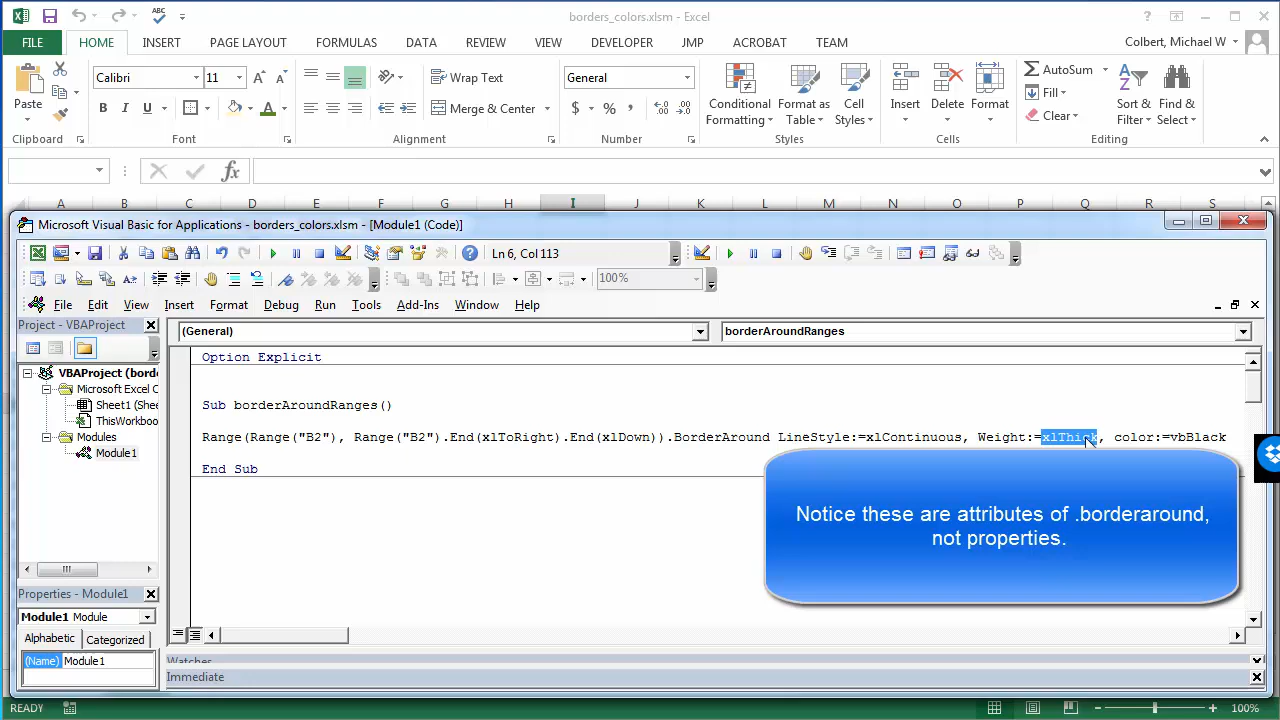 borders_colors.xlsm - Excel
FILE HOME INSERT PAGE LAYOUT FORMULAS DATA REVIEW VIEW DEVELOPER JMP ACROBAT TEAM Colbert, Michael W
Paste Calibri 11 Wrap Text General Conditional Formatting Format as Table Cell Styles Insert Delete Format AutoSum Fill Clear Sort & Filter Find & Select
B I U A Merge & Center $ % ,
Clipboard Font Alignment Number Styles Cells Editing
fx
A B C D E F G H I J K L M N O P Q R S
Microsoft Visual Basic for Applications - borders_colors.xlsm - [Module1 (Code)]
Ln 6, Col 113
100%
File Edit View Insert Format Debug Run Tools Add-Ins Window Help
Project - VBAProject
(General) borderAroundRanges
VBAProject (bord
Microsoft Excel C
Sheet1 (Shee
ThisWorkboo
Modules
Module1
Option Explicit
Sub borderAroundRanges()
Range(Range("B2"), Range("B2").End(xlToRight).End(xlDown)).BorderAround LineStyle:=xlContinuous, Weight:=xlThick, color:=vbBlack
End Sub
Notice these are attributes of .borderaround,
not properties.
Properties - Module1
Module1 Module
Alphabetic Categorized
(Name) Module1
Watches
Immediate
READY 100%